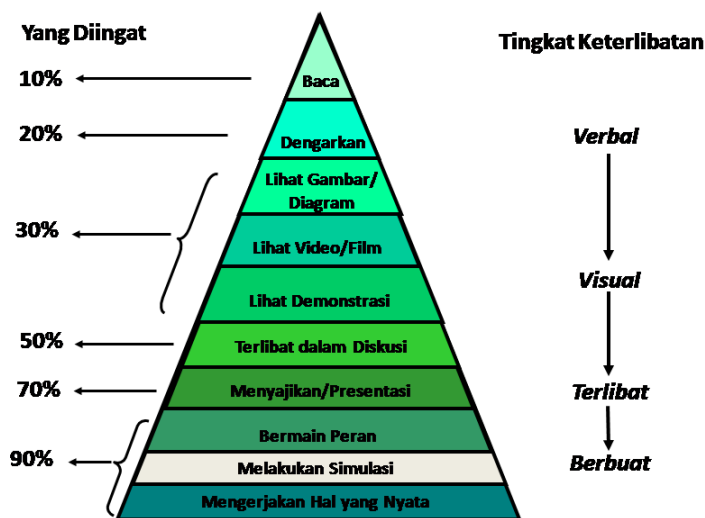 Yang Diingat
Tingkat Keterlibatan
10%
Baca
20%
Dengarkan
Verbal
Lihat Gambar/
Diagram
30%
Lihat Video/Film
Visual
Lihat Demonstrasi
50%
Terlibat dalam Diskusi
70%
Menyajikan/Presentasi
Terlibat
Bermain Peran
90%
Melakukan Simulasi
Berbuat
Mengerjakan Hal yang Nyata